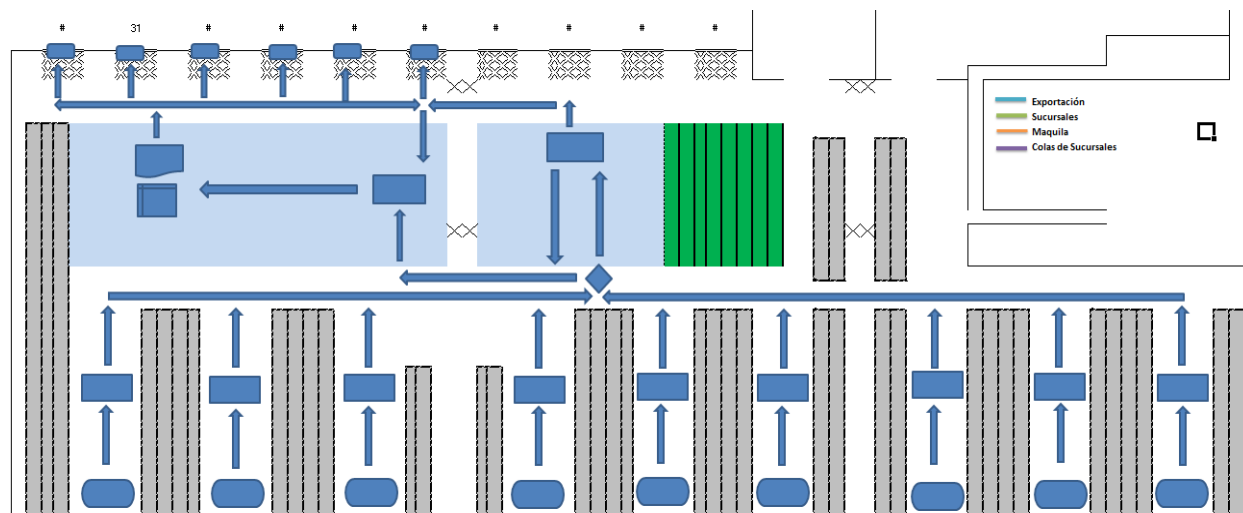 # 31 # # # # # # # #
Exportación
Sucursales
Maquila
Colas de Sucursales